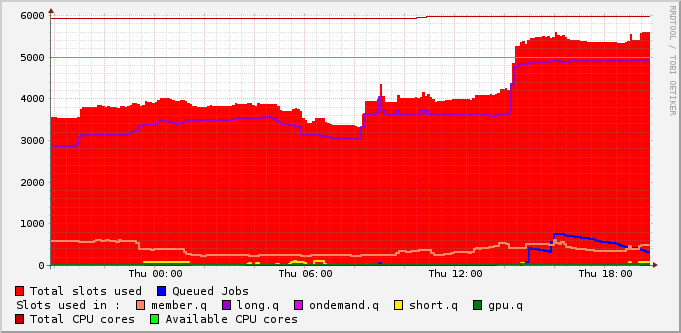 6000
5000
4000
3000
2000
1000
0
Thu 00:00 Thu 06:00 Thu 12:00 Thu 18:00
Total slots used Queued Jobs
Slots used in : member.q long.q ondemand.q short.q gpu.q
Total CPU cores Available CPU cores
RRDTOOL / TOBI OETIKER